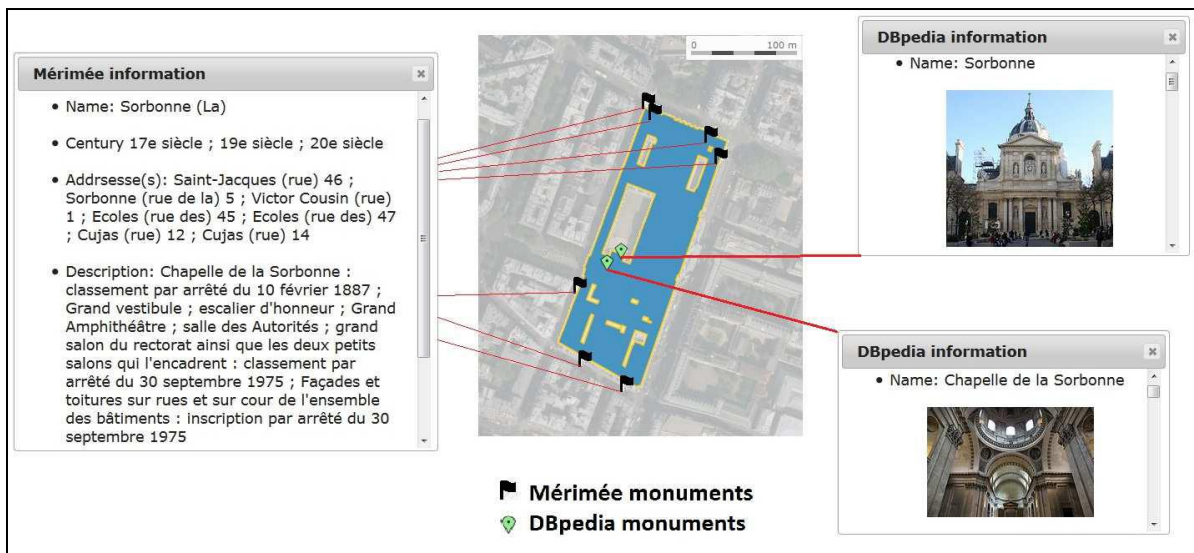 Mérimée information
• Name: Sorbonne (La)
• Century 17e siècle ; 19e siècle ; 20e siècle
• Addrsesse(s): Saint-Jacques (rue) 46 ;
Sorbonne (rue de la) 5 ; Victor Cousin (rue)
1 ; Ecoles (rue des) 45 ; Ecoles (rue des) 47
; Cujas (rue) 12 ; Cujas (rue) 14
• Description: Chapelle de la Sorbonne :
classement par arrêté du 10 février 1887 ;
Grand vestibule ; escalier d'honneur ; Grand
Amphithéâtre ; salle des Autorités ; grand
salon du rectorat ainsi que les deux petits
salons qui l'encadrent : classement par
arrêté du 30 septembre 1975 ; Façades et
toitures sur rues et sur cour de l'ensemble
des bâtiments : inscription par arrêté du 30
septembre 1975
0 100 m
Mérimée monuments
DBpedia monuments
DBpedia information
• Name: Sorbonne
DBpedia information
• Name: Chapelle de la Sorbonne